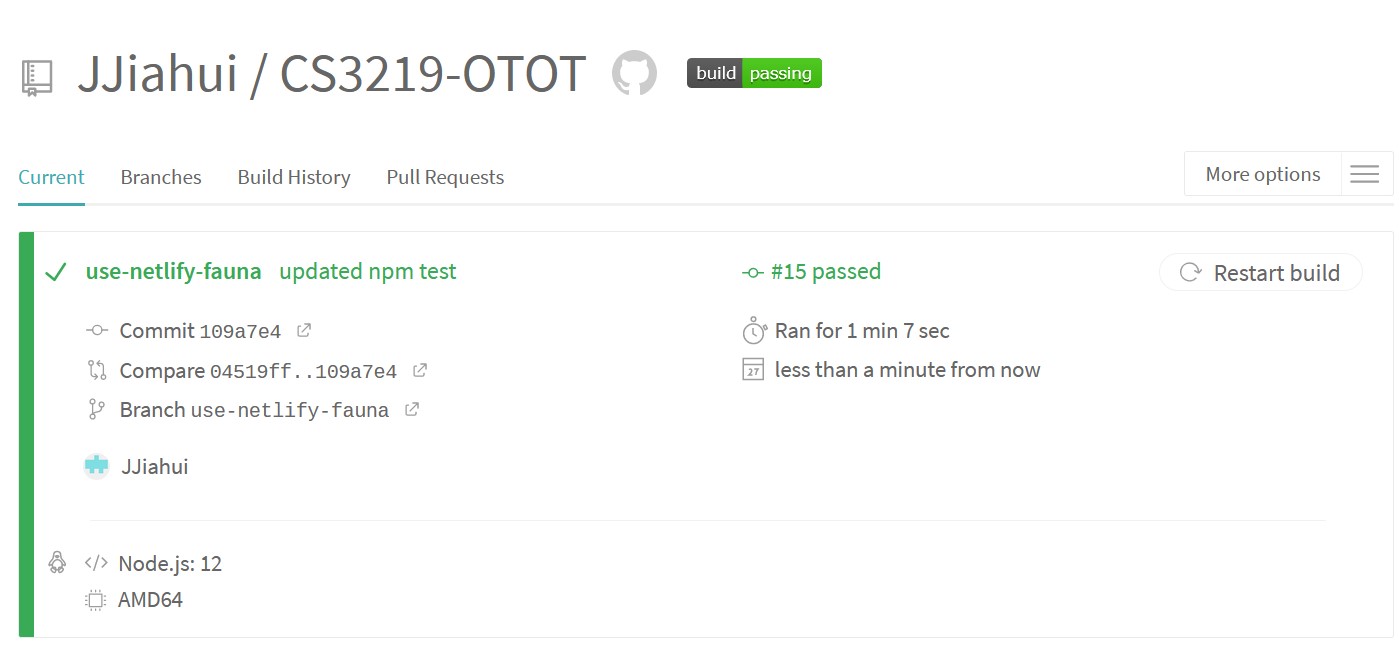 JJiahui / CS3219-OTOT build passing
Current Branches Build History Pull Requests More options
use-netlify-fauna updated npm test #15 passed Restart build
Commit 109a7e4 Ran for 1 min 7 sec
Compare 04519ff..109a7e4 27 less than a minute from now
Branch use-netlify-fauna
JJiahui
</> Node.js: 12
AMD64